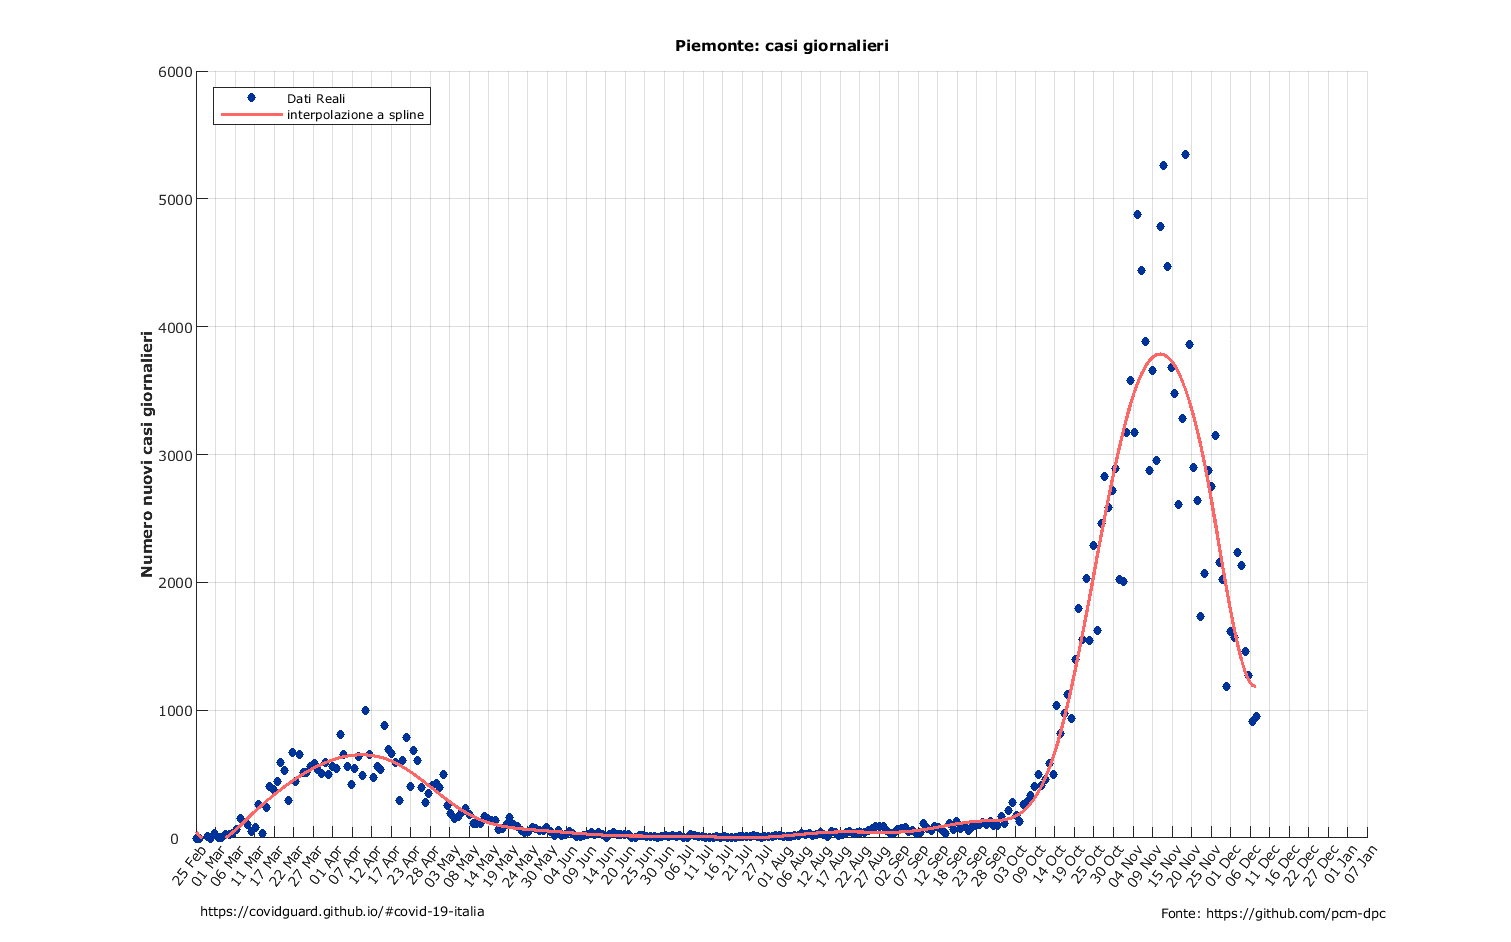 Piemonte: casi giornalieri
Dati Reali
interpolazione a spline
Numero nuovi casi giornalieri
6000
5000
4000
3000
2000
1000
0
25 Feb
01 Mar
06 Mar
11 Mar
17 Mar
22 Mar
27 Mar
01 Apr
07 Apr
12 Apr
17 Apr
23 Apr
28 Apr
03 May
08 May
14 May
19 May
24 May
30 May
04 Jun
09 Jun
14 Jun
20 Jun
25 Jun
30 Jun
06 Jul
11 Jul
16 Jul
21 Jul
27 Jul
01 Aug
06 Aug
12 Aug
17 Aug
22 Aug
27 Aug
02 Sep
07 Sep
12 Sep
18 Sep
23 Sep
28 Sep
03 Oct
09 Oct
14 Oct
19 Oct
25 Oct
30 Oct
04 Nov
09 Nov
15 Nov
20 Nov
25 Nov
01 Dec
06 Dec
11 Dec
16 Dec
22 Dec
27 Dec
01 Jan
07 Jan
https://covidguard.github.io/#covid-19-italia
Fonte: https://github.com/pcm-dpc